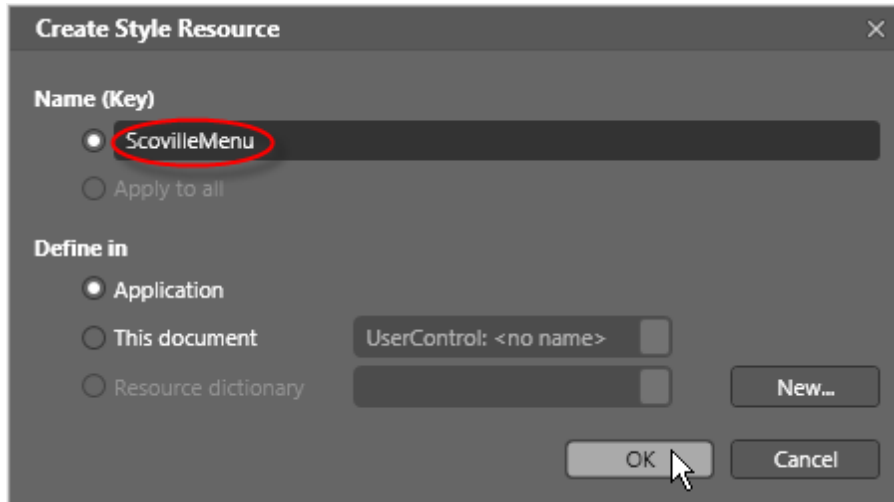 Create Style Resource
Name (Key)
ScovilleMenu
Apply to all
Define in
Application
This document UserControl: <no name>
Resource dictionary New...
OK Cancel